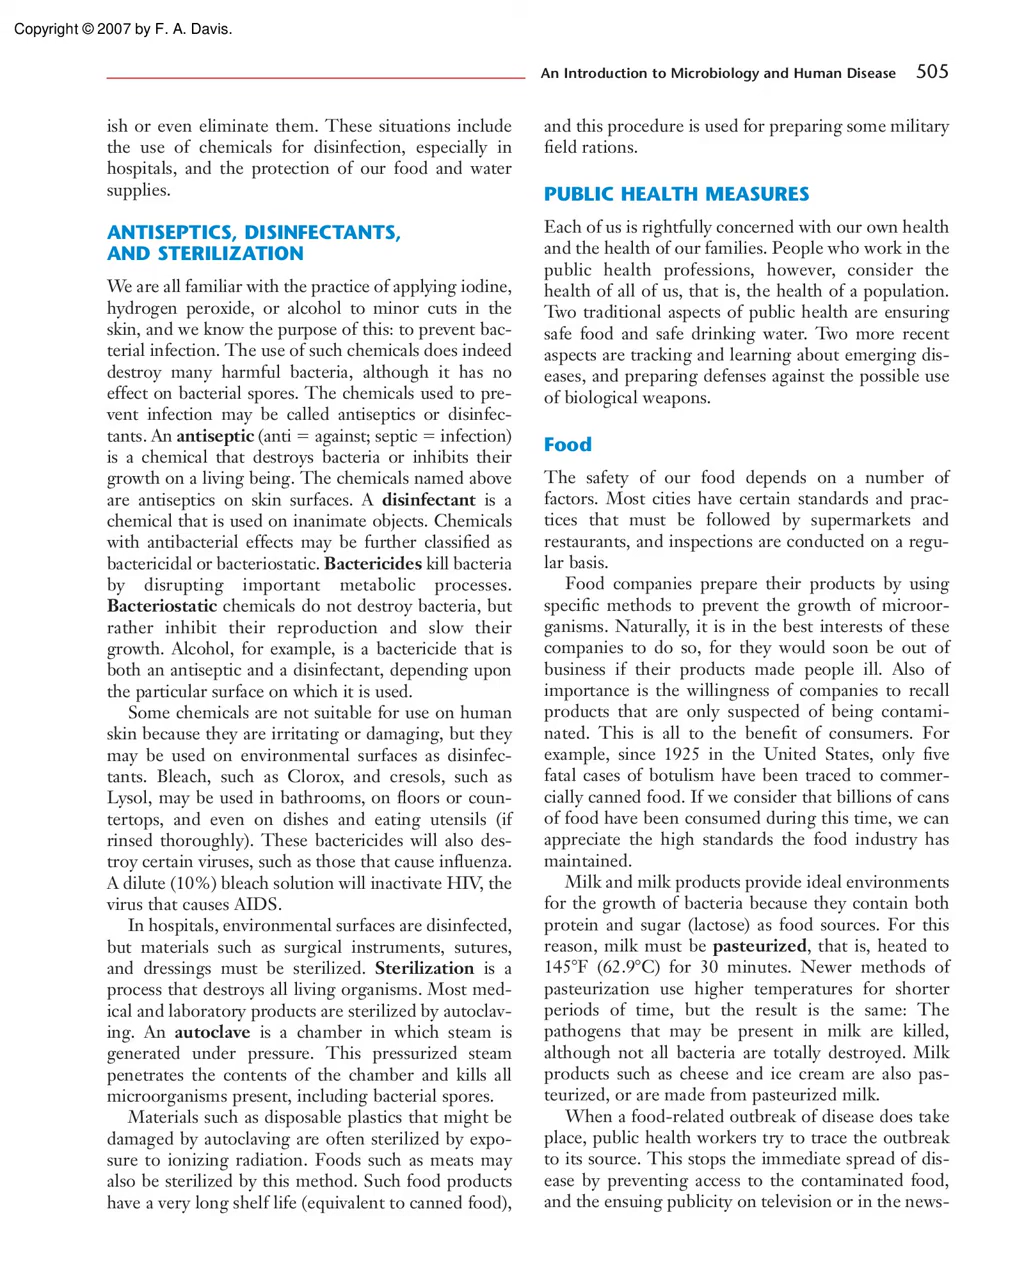 Copyright © 2007 by F. A. Davis.
An Introduction to Microbiology and Human Disease 505
ish or even eliminate them. These situations include
the use of chemicals for disinfection, especially in
hospitals, and the protection of our food and water
supplies.
ANTISEPTICS, DISINFECTANTS,
AND STERILIZATION
We are all familiar with the practice of applying iodine,
hydrogen peroxide, or alcohol to minor cuts in the
skin, and we know the purpose of this: to prevent bac-
terial infection. The use of such chemicals does indeed
destroy many harmful bacteria, although it has no
effect on bacterial spores. The chemicals used to pre-
vent infection may be called antiseptics or disinfec-
tants. An antiseptic (anti = against; septic = infection)
is a chemical that destroys bacteria or inhibits their
growth on a living being. The chemicals named above
are antiseptics on skin surfaces. A disinfectant is a
chemical that is used on inanimate objects. Chemicals
with antibacterial effects may be further classified as
bactericidal or bacteriostatic. Bactericides kill bacteria
by disrupting important metabolic processes.
Bacteriostatic chemicals do not destroy bacteria, but
rather inhibit their reproduction and slow their
growth. Alcohol, for example, is a bactericide that is
both an antiseptic and a disinfectant, depending upon
the particular surface on which it is used.
Some chemicals are not suitable for use on human
skin because they are irritating or damaging, but they
may be used on environmental surfaces as disinfec-
tants. Bleach, such as Clorox, and cresols, such as
Lysol, may be used in bathrooms, on floors or coun-
tertops, and even on dishes and eating utensils (if
rinsed thoroughly). These bactericides will also des-
troy certain viruses, such as those that cause influenza.
A dilute (10%) bleach solution will inactivate HIV, the
virus that causes AIDS.
In hospitals, environmental surfaces are disinfected,
but materials such as surgical instruments, sutures,
and dressings must be sterilized. Sterilization is a
process that destroys all living organisms. Most med-
ical and laboratory products are sterilized by autoclav-
ing. An autoclave is a chamber in which steam is
generated under pressure. This pressurized steam
penetrates the contents of the chamber and kills all
microorganisms present, including bacterial spores.
Materials such as disposable plastics that might be
damaged by autoclaving are often sterilized by expo-
sure to ionizing radiation. Foods such as meats may
also be sterilized by this method. Such food products
have a very long shelf life (equivalent to canned food),
and this procedure is used for preparing some military
field rations.
PUBLIC HEALTH MEASURES
Each of us is rightfully concerned with our own health
and the health of our families. People who work in the
public health professions, however, consider the
health of all of us, that is, the health of a population.
Two traditional aspects of public health are ensuring
safe food and safe drinking water. Two more recent
aspects are tracking and learning about emerging dis-
eases, and preparing defenses against the possible use
of biological weapons.
Food
The safety of our food depends on a number of
factors. Most cities have certain standards and prac-
tices that must be followed by supermarkets and
restaurants, and inspections are conducted on a regu-
lar basis.
Food companies prepare their products by using
specific methods to prevent the growth of microor-
ganisms. Naturally, it is in the best interests of these
companies to do so, for they would soon be out of
business if their products made people ill. Also of
importance is the willingness of companies to recall
products that are only suspected of being contami-
nated. This is all to the benefit of consumers. For
example, since 1925 in the United States, only five
fatal cases of botulism have been traced to commer-
cially canned food. If we consider that billions of cans
of food have been consumed during this time, we can
appreciate the high standards the food industry has
maintained.
Milk and milk products provide ideal environments
for the growth of bacteria because they contain both
protein and sugar (lactose) as food sources. For this
reason, milk must be pasteurized, that is, heated to
145°F (62.9°C) for 30 minutes. Newer methods of
pasteurization use higher temperatures for shorter
periods of time, but the result is the same: The
pathogens that may be present in milk are killed,
although not all bacteria are totally destroyed. Milk
products such as cheese and ice cream are also pas-
teurized, or are made from pasteurized milk.
When a food-related outbreak of disease does take
place, public health workers try to trace the outbreak
to its source. This stops the immediate spread of dis-
ease by preventing access to the contaminated food,
and the ensuing publicity on television or in the news-